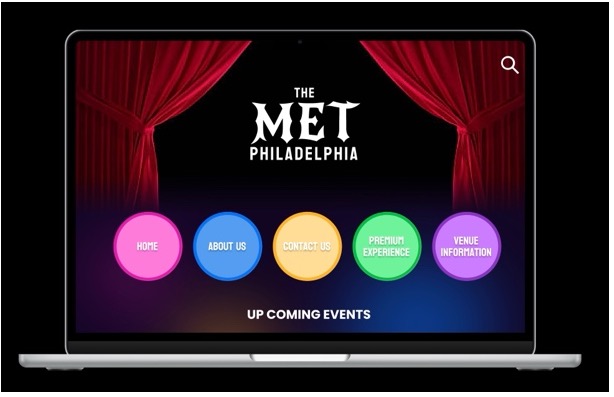 THE
MET
PHILADELPHIA
HOME
ABOUT US
CONTACT US
PREMIUM
EXPERIENCE
VENUE
INFORMATION
UP COMING EVENTS